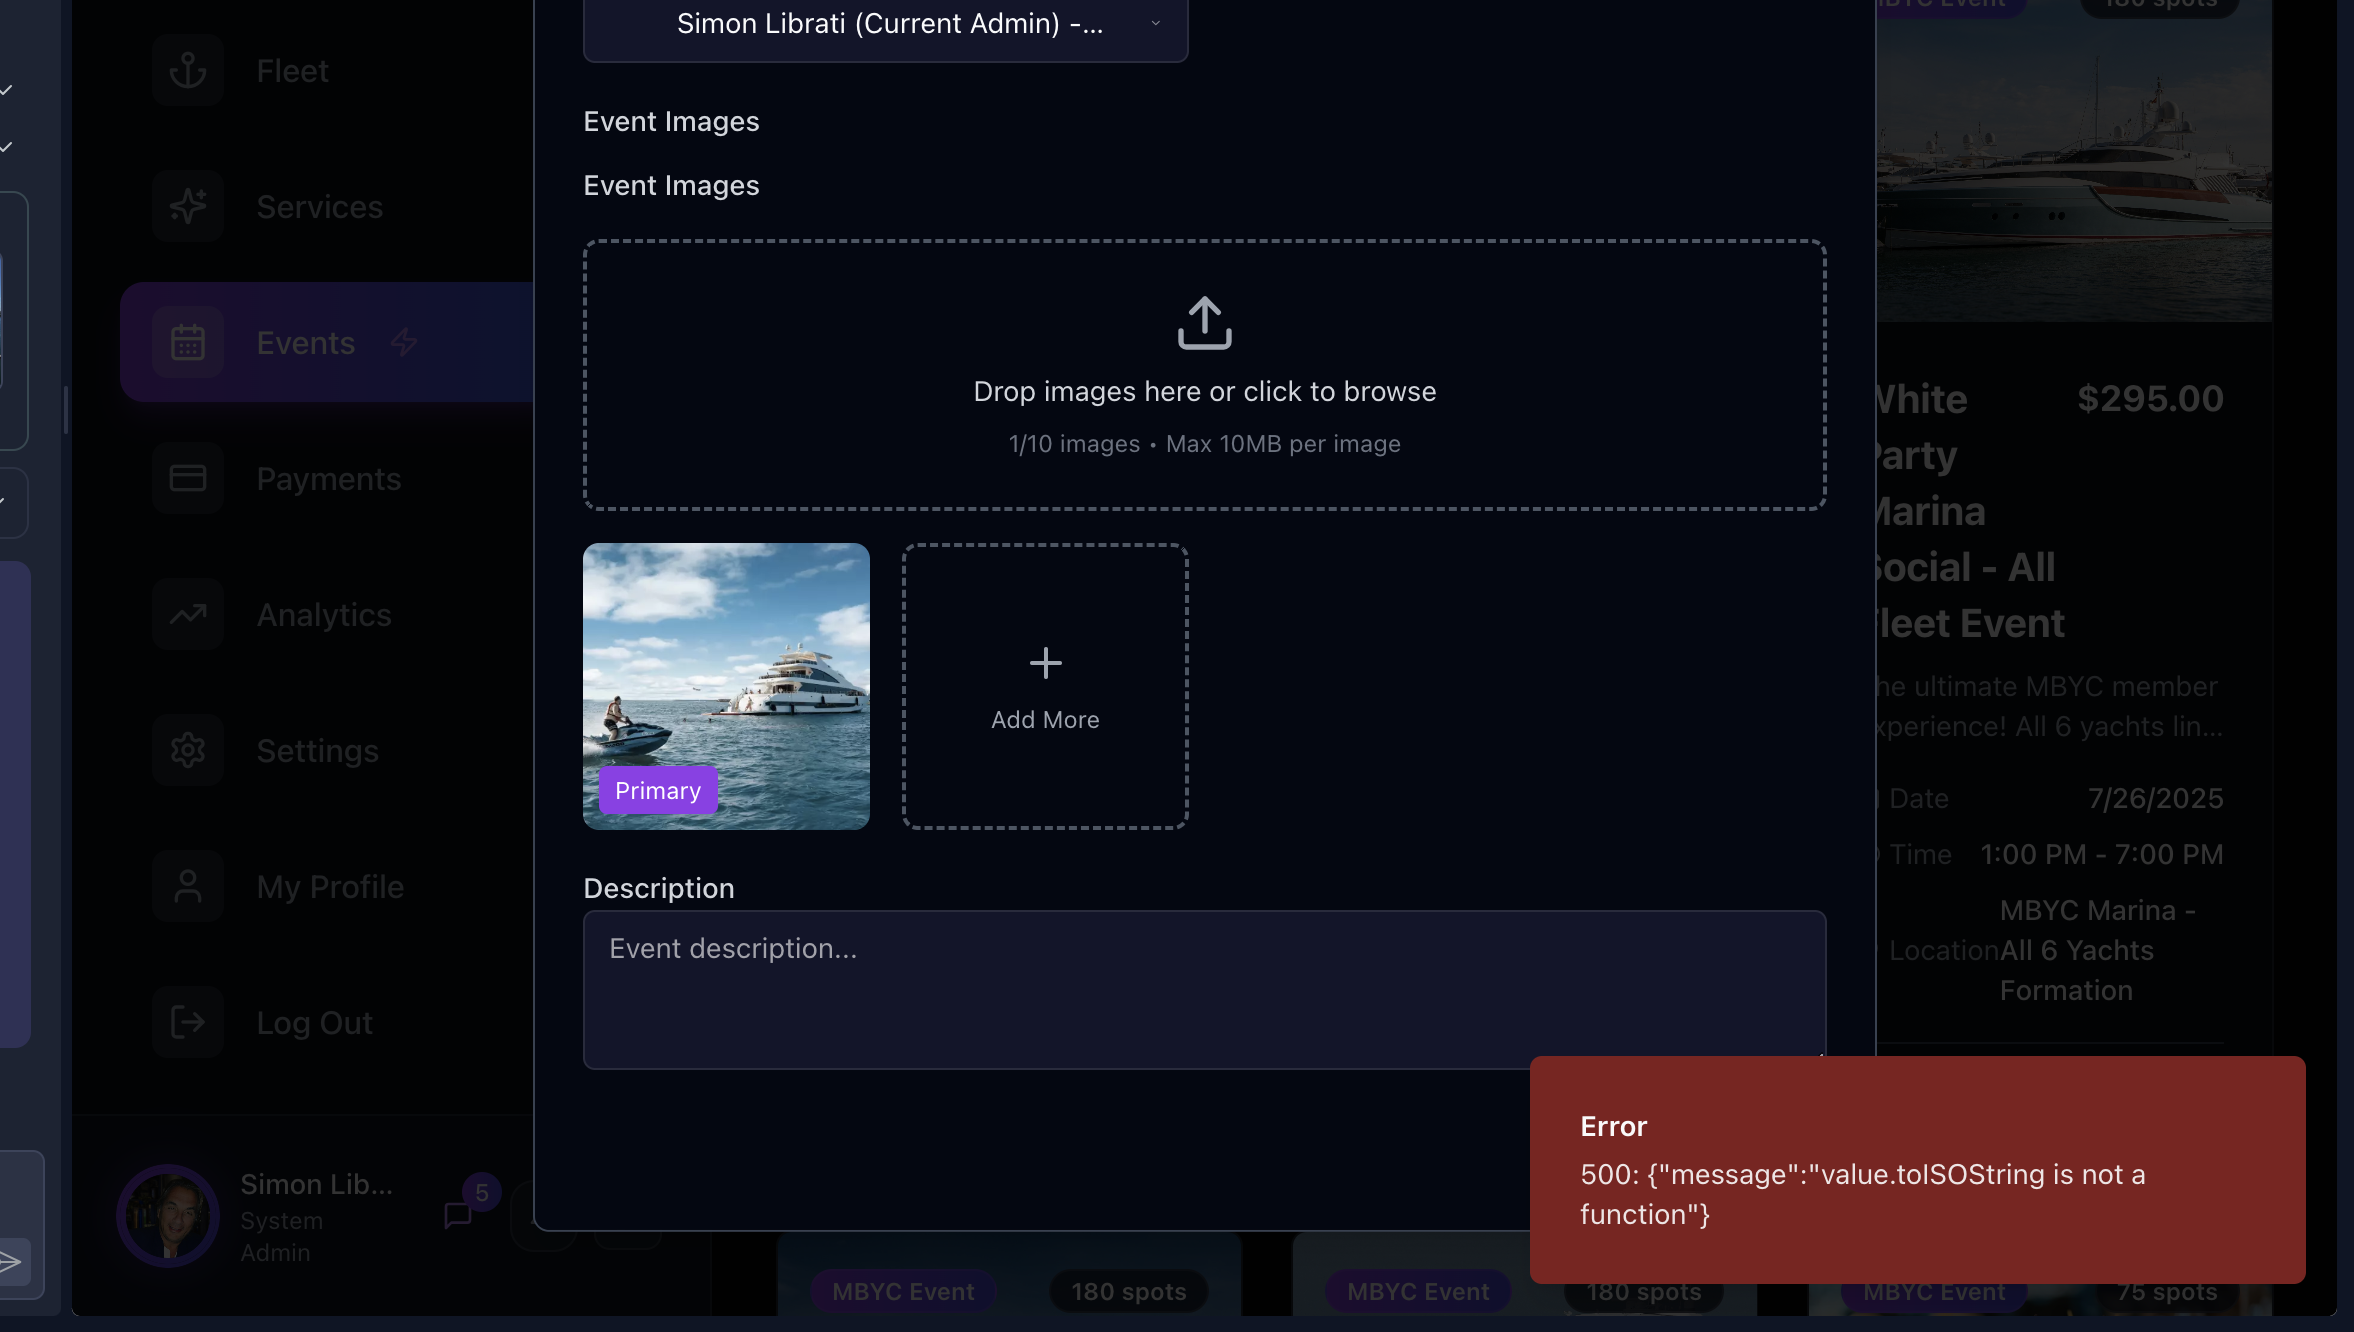 Fleet
Services
Events
Payments
Analytics
Settings
My Profile
Log Out
Simon Lib...
System
Admin
5
Simon Librati (Current Admin) -...
Event Images
Event Images
Drop images here or click to browse
1/10 images • Max 10MB per image
Primary
Add More
Description
Event description...
MBYC Event
180 spots
White
$295.00
Party
Marina
Social - All
Fleet Event
he ultimate MBYC member
xperience! All 6 yachts lin...
Date
7/26/2025
Time
1:00 PM - 7:00 PM
Location
MBYC Marina -
All 6 Yachts
Formation
Error
500: {"message":"value.toISOString is not a
function"}
MBYC Event
180 spots
MBYC Event
180 spots
MBYC Event
75 spots